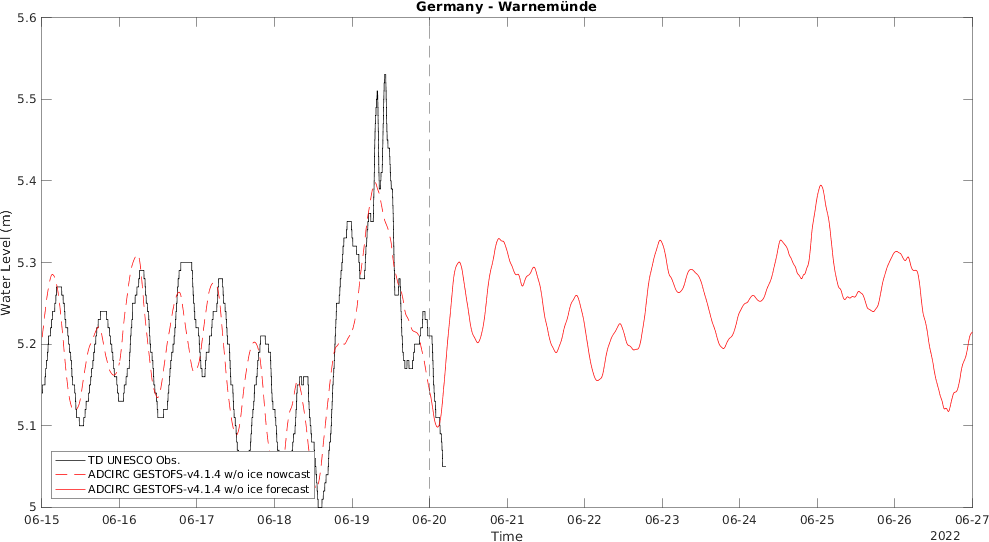 Germany - Warnemünde
5.6
5.5
5.4
5.3
5.2
5.1
5
Water Level (m)
TD UNESCO Obs.
ADCIRC GESTOFS-v4.1.4 w/o ice nowcast
ADCIRC GESTOFS-v4.1.4 w/o ice forecast
06-15 06-16 06-17 06-18 06-19 06-20 06-21 06-22 06-23 06-24 06-25 06-26 06-27
Time
2022